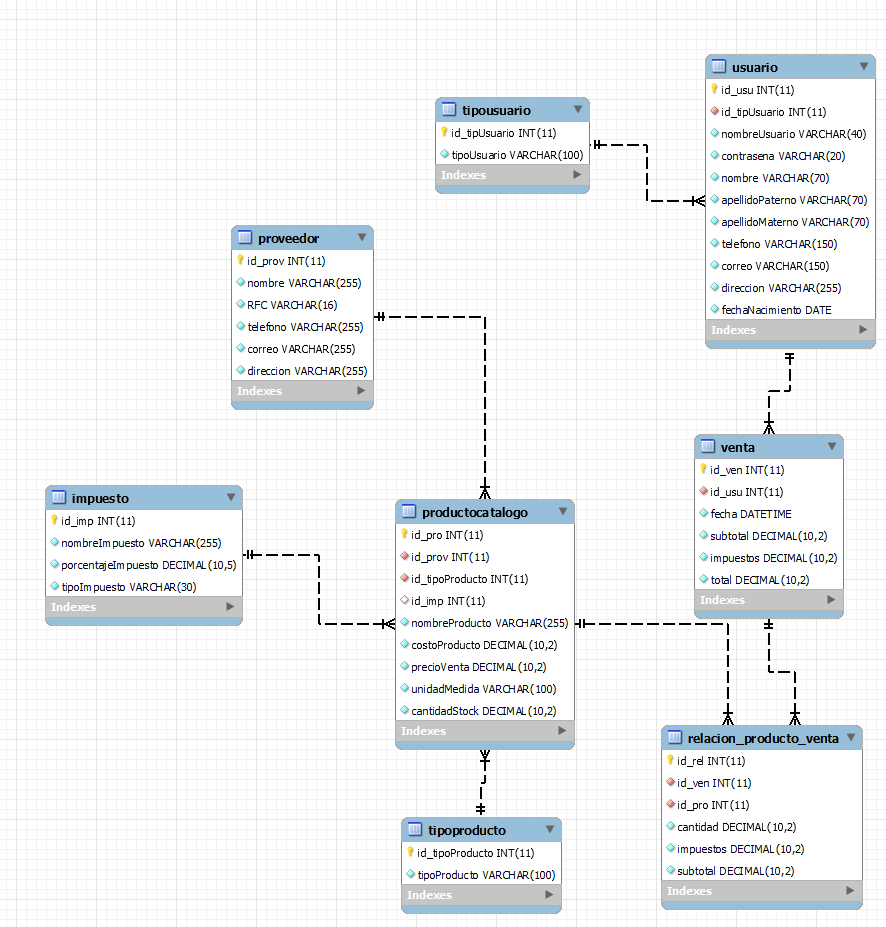 usuario
id_usu INT(11)
id_tipUsuario INT(11)
nombreUsuario VARCHAR(40)
contrasena VARCHAR(20)
nombre VARCHAR(70)
apellidoPaterno VARCHAR(70)
apellidoMaterno VARCHAR(70)
telefono VARCHAR(150)
correo VARCHAR(150)
direccion VARCHAR(255)
fechaNacimiento DATE
Indexes
tipousuario
id_tipUsuario INT(11)
tipoUsuario VARCHAR(100)
Indexes
proveedor
id_prov INT(11)
nombre VARCHAR(255)
RFC VARCHAR(16)
telefono VARCHAR(255)
correo VARCHAR(255)
direccion VARCHAR(255)
Indexes
venta
id_ven INT(11)
id_usu INT(11)
fecha DATETIME
subtotal DECIMAL(10,2)
impuestos DECIMAL(10,2)
total DECIMAL(10,2)
Indexes
impuesto
id_imp INT(11)
nombreImpuesto VARCHAR(255)
porcentajeImpuesto DECIMAL(10,5)
tipoImpuesto VARCHAR(30)
Indexes
productocatalogo
id_pro INT(11)
id_prov INT(11)
id_tipoProducto INT(11)
id_imp INT(11)
nombreProducto VARCHAR(255)
costoProducto DECIMAL(10,2)
precioVenta DECIMAL(10,2)
unidadMedida VARCHAR(100)
cantidadStock DECIMAL(10,2)
Indexes
relacion_producto_venta
id_rel INT(11)
id_ven INT(11)
id_pro INT(11)
cantidad DECIMAL(10,2)
impuestos DECIMAL(10,2)
subtotal DECIMAL(10,2)
Indexes
tipoproducto
id_tipoProducto INT(11)
tipoProducto VARCHAR(100)
Indexes